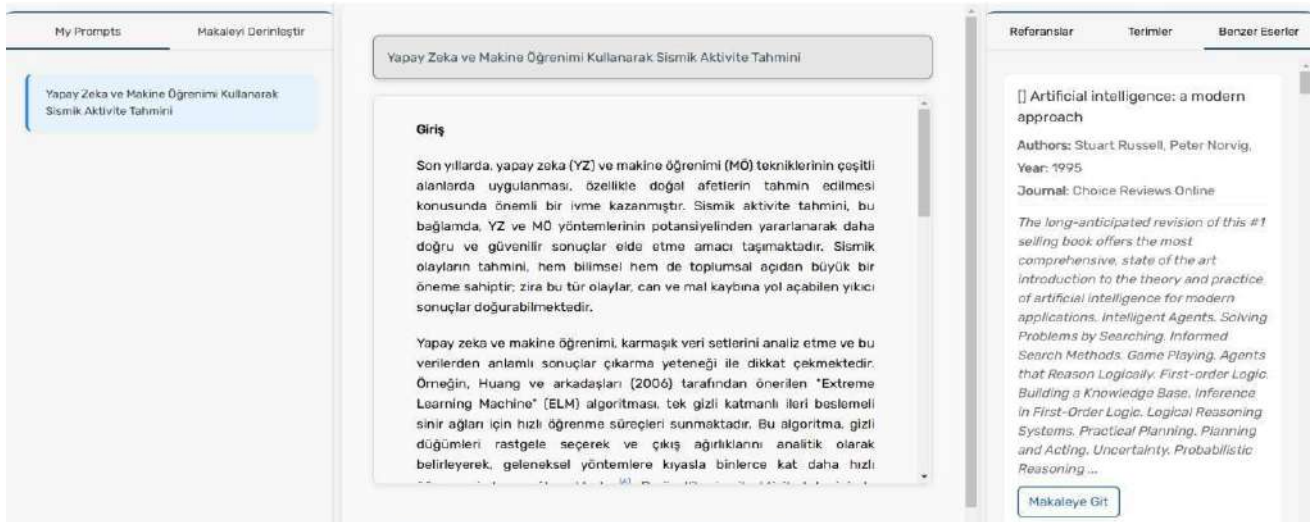 My Prompts
Makaleyi Derinleştir
Yapay Zeka ve Makine Öğrenimi Kullanarak
Sismik Aktivite Tahmini
Yapay Zeka ve Makine Öğrenimi Kullanarak Sismik Aktivite Tahmini
Giriş
Son yıllarda, yapay zeka (YZ) ve makine öğrenimi (MÖ) tekniklerinin çeşitli
alanlarda uygulanması, özellikle doğal afetlerin tahmin edilmesi
konusunda önemli bir ivme kazanmıştır. Sismik aktivite tahmini, bu
bağlamda, YZ ve MÖ yöntemlerinin potansiyelinden yararlanarak daha
doğru ve güvenilir sonuçlar elde etme amacı taşımaktadır. Sismik
olayların tahmini, hem bilimsel hem de toplumsal açıdan büyük bir
öneme sahiptir; zira bu tür olaylar, can ve mal kaybına yol açabilen yıkıcı
sonuçlar doğurabilmektedir.
Yapay zeka ve makine öğrenimi, karmaşık veri setlerini analiz etme ve bu
verilerden anlamlı sonuçlar çıkarma yeteneği ile dikkat çekmektedir.
Örneğin, Huang ve arkadaşları (2006) tarafından önerilen "Extreme
Learning Machine" (ELM) algoritması, tek gizli katmanlı ileri beslemeli
sinir ağları için hızlı öğrenme süreçleri sunmaktadır. Bu algoritma, gizli
düğümleri rastgele seçerek ve çıkış ağırlıklarını analitik olarak
belirleyerek, geleneksel yöntemlere kıyasla binlerce kat daha hızlı
Referanslar
Terimler
Benzer Eserler
[] Artificial intelligence: a modern
approach
Authors: Stuart Russell, Peter Norvig,
Year: 1995
Journal: Choice Reviews Online
The long-anticipated revision of this #1
selling book offers the most
comprehensive, state of the art
introduction to the theory and practice
of artificial intelligence for modern
applications. Intelligent Agents. Solving
Problems by Searching. Informed
Search Methods. Game Playing. Agents
that Reason Logically. First-order Logic.
Building a Knowledge Base. Inference
in First-Order Logic. Logical Reasoning
Systems. Practical Planning. Planning
and Acting. Uncertainty. Probabilistic
Reasoning ...
Makaleye Git